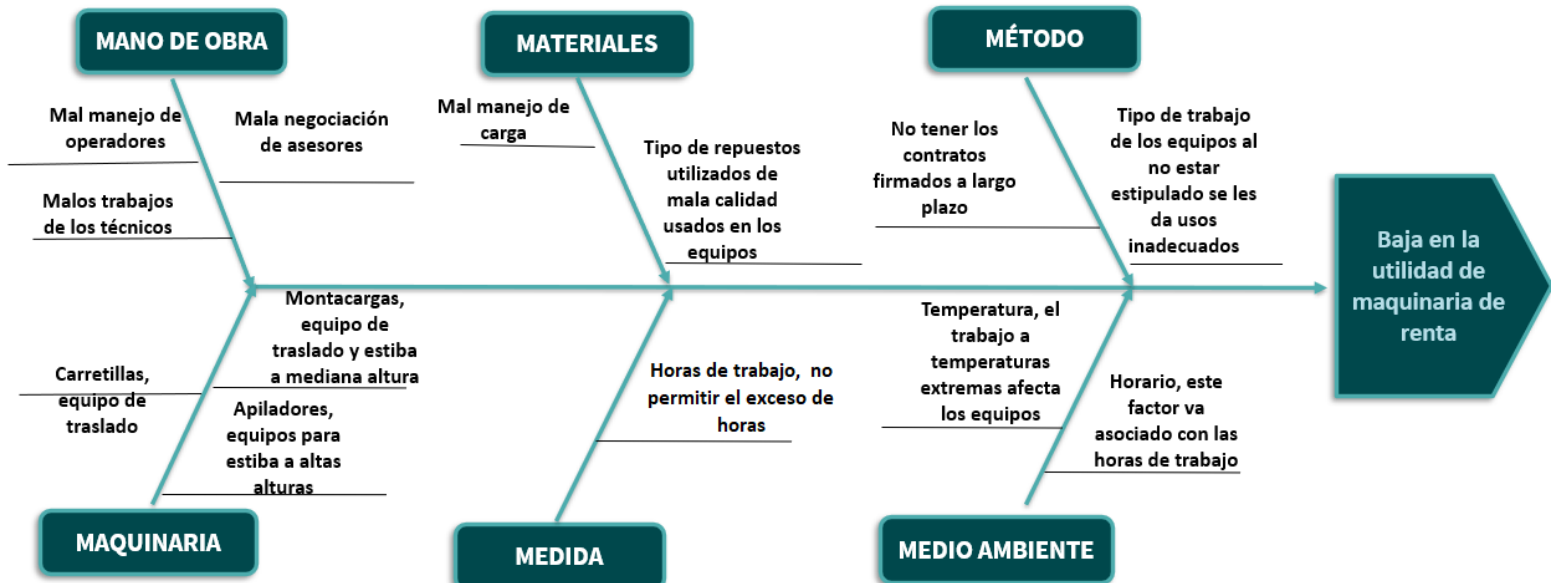 MANO DE OBRA
MATERIALES
MÉTODO
Mal manejo de
operadores
Mala negociación
de asesores
Malos trabajos
de los técnicos
Mal manejo de
carga
Tipo de repuestos
utilizados de
mala calidad
usados en los
equipos
No tener los
contratos
firmados a largo
plazo
Tipo de trabajo
de los equipos al
no estar
estipulado se les
da usos
inadecuados
Baja en la
utilidad de
maquinaria de
renta
Carretillas,
equipo de
traslado
Montacargas,
equipo de
traslado y estiba
a mediana altura
Apiladores,
equipos para
estiba a altas
alturas
Horas de trabajo,  no
permitir el exceso de
horas
Temperatura, el
trabajo a
temperaturas
extremas afecta
los equipos
Horario, este
factor va
asociado con las
horas de trabajo
MAQUINARIA
MEDIDA
MEDIO AMBIENTE